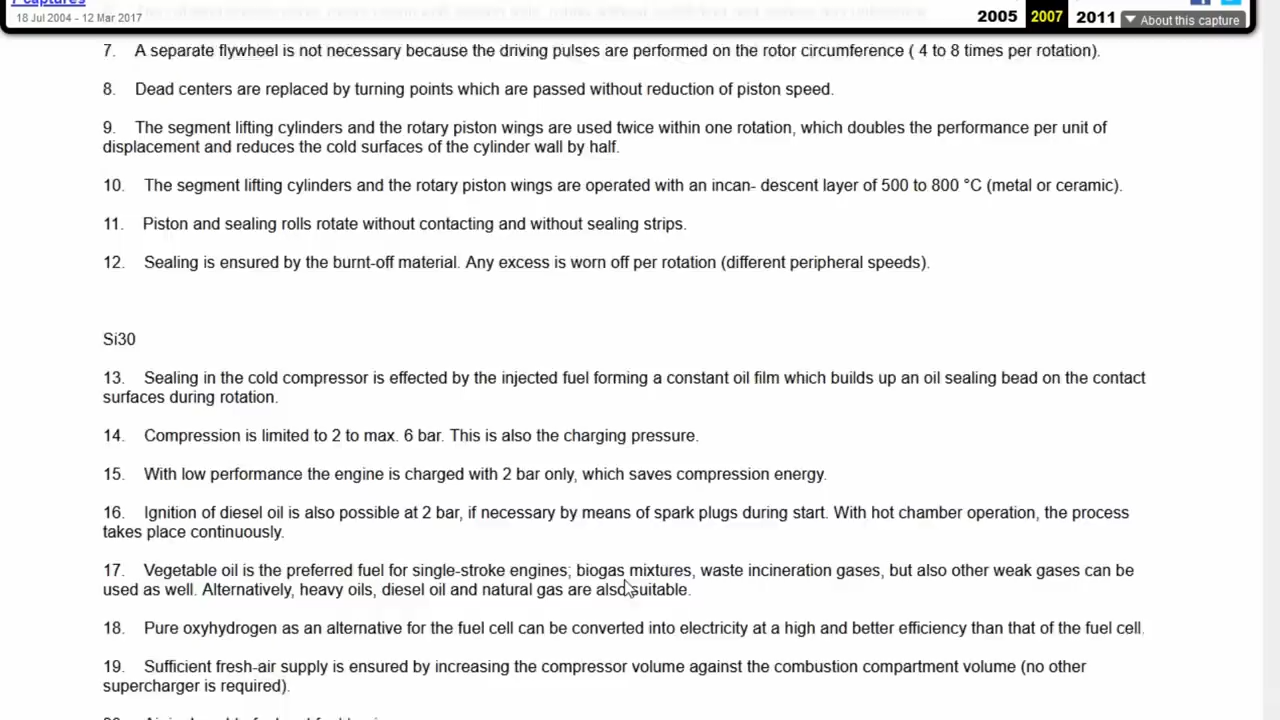 7 captures
18 Jul 2004 - 12 Mar 2017
2005 2007 2011 ▼ About this capture
7. A separate flywheel is not necessary because the driving pulses are performed on the rotor circumference ( 4 to 8 times per rotation).
8. Dead centers are replaced by turning points which are passed without reduction of piston speed.
9. The segment lifting cylinders and the rotary piston wings are used twice within one rotation, which doubles the performance per unit of
displacement and reduces the cold surfaces of the cylinder wall by half.
10. The segment lifting cylinders and the rotary piston wings are operated with an incan- descent layer of 500 to 800 °C (metal or ceramic).
11. Piston and sealing rolls rotate without contacting and without sealing strips.
12. Sealing is ensured by the burnt-off material. Any excess is worn off per rotation (different peripheral speeds).
Si30
13. Sealing in the cold compressor is effected by the injected fuel forming a constant oil film which builds up an oil sealing bead on the contact
surfaces during rotation.
14. Compression is limited to 2 to max. 6 bar. This is also the charging pressure.
15. With low performance the engine is charged with 2 bar only, which saves compression energy.
16. Ignition of diesel oil is also possible at 2 bar, if necessary by means of spark plugs during start. With hot chamber operation, the process
takes place continuously.
17. Vegetable oil is the preferred fuel for single-stroke engines; biogas mixtures, waste incineration gases, but also other weak gases can be
used as well. Alternatively, heavy oils, diesel oil and natural gas are also suitable.
18. Pure oxyhydrogen as an alternative for the fuel cell can be converted into electricity at a high and better efficiency than that of the fuel cell.
19. Sufficient fresh-air supply is ensured by increasing the compressor volume against the combustion compartment volume (no other
supercharger is required).